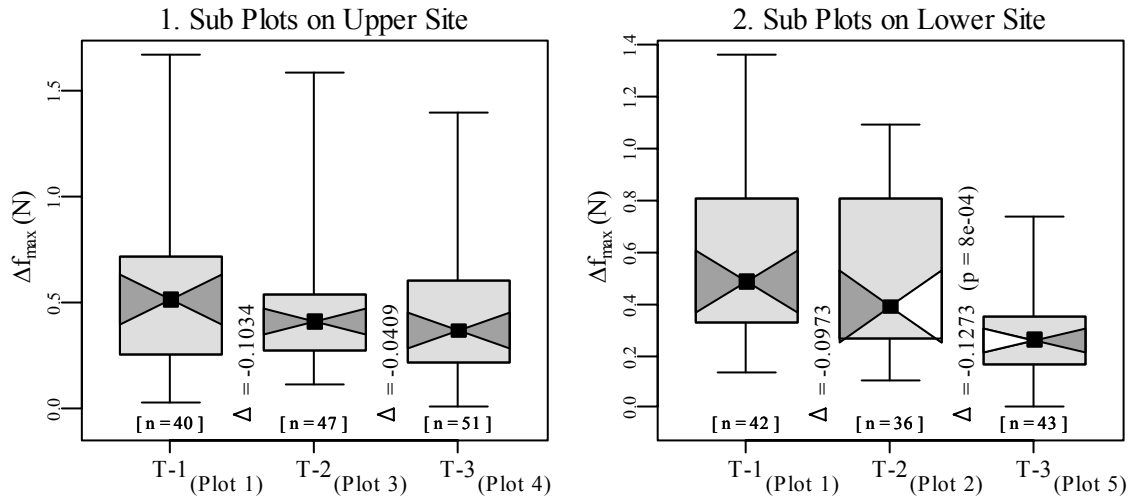 1. Sub Plots on Upper Site
Δfmax (N)
1.5
1.0
0.5
0.0
Δ = -0.1034
Δ = -0.0409
[ n = 40 ]
[ n = 47 ]
[ n = 51 ]
T-1 (Plot 1)
T-2 (Plot 3)
T-3 (Plot 4)
2. Sub Plots on Lower Site
Δfmax (N)
1.4
1.2
1.0
0.8
0.6
0.4
0.2
0.0
Δ = -0.0973
Δ = -0.1273 (p = 8e-04)
[ n = 42 ]
[ n = 36 ]
[ n = 43 ]
T-1 (Plot 1)
T-2 (Plot 2)
T-3 (Plot 5)